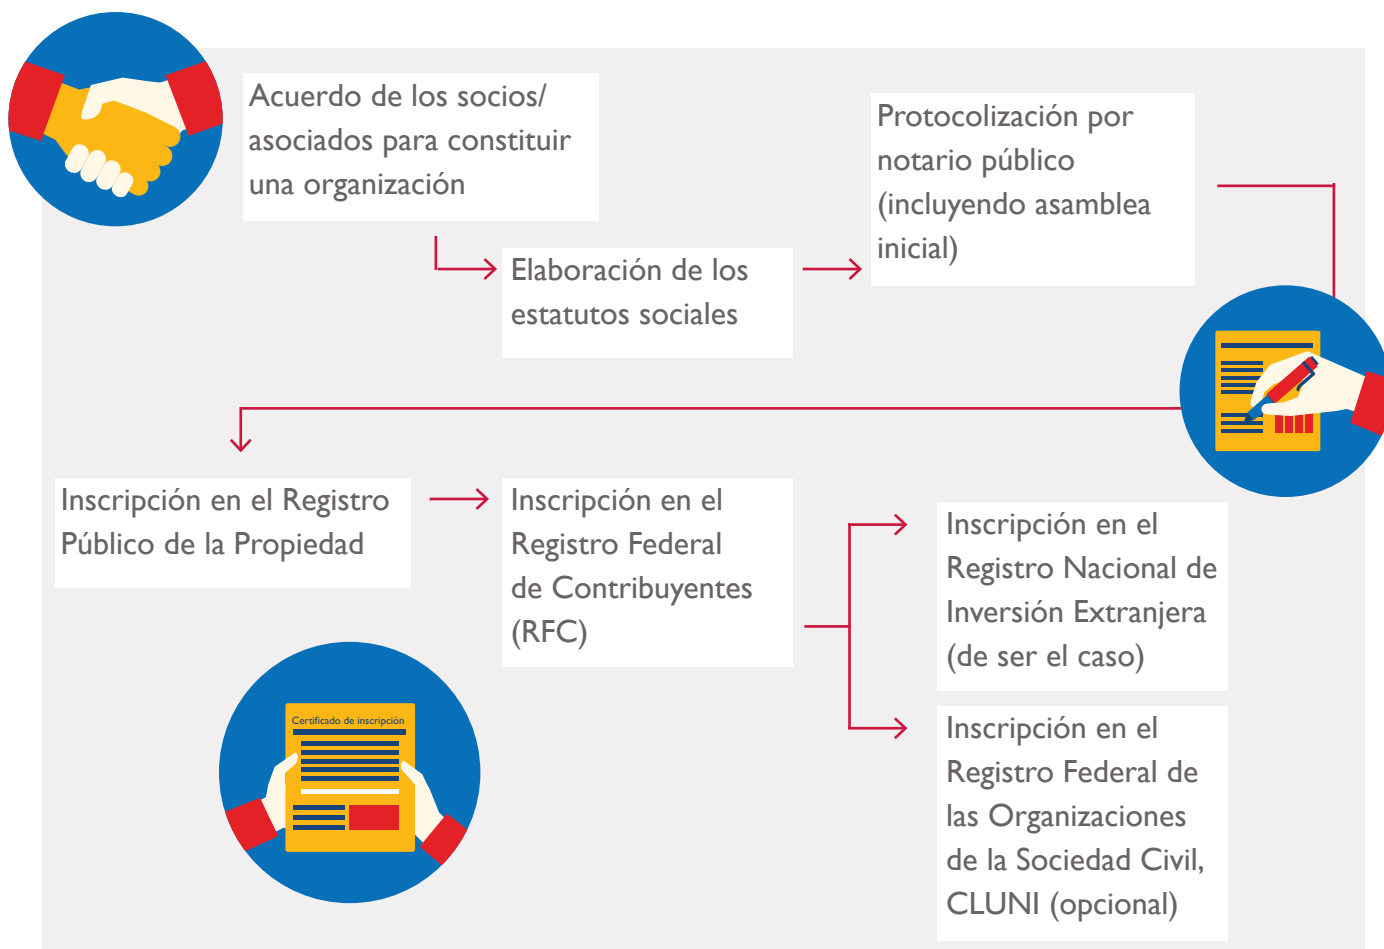 Acuerdo de los socios/
asociados para constituir
una organización
Elaboración de los
estatutos sociales
Protocolización por
notario público
(incluyendo asamblea
inicial)
Inscripción en el Registro
Público de la Propiedad
Inscripción en el
Registro Federal
de Contribuyentes
(RFC)
Inscripción en el
Registro Nacional de
Inversión Extranjera
(de ser el caso)
Inscripción en el
Registro Federal de
las Organizaciones
de la Sociedad Civil,
CLUNI (opcional)
Certificado de inscripción